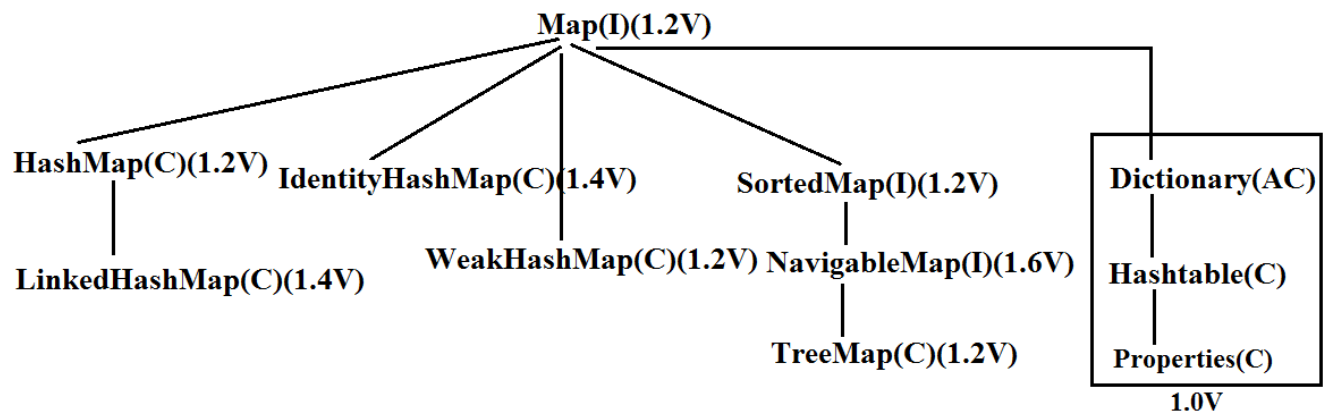 Map(I)(1.2V)
HashMap(C)(1.2V)
IdentityHashMap(C)(1.4V)
SortedMap(I)(1.2V)
Dictionary(AC)
LinkedHashMap(C)(1.4V)
WeakHashMap(C)(1.2V)
NavigableMap(I)(1.6V)
Hashtable(C)
TreeMap(C)(1.2V)
Properties(C)
1.0V